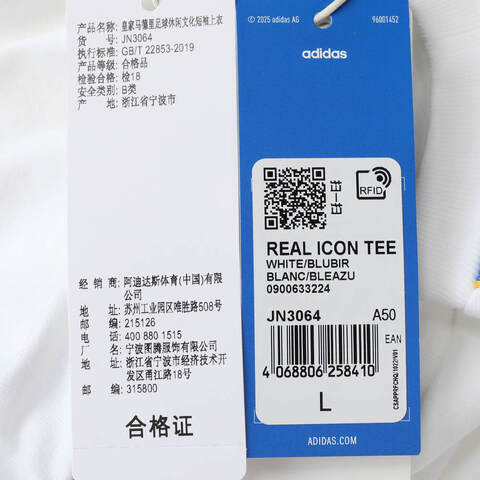 产品名称: 皇家马德里足球休闲文化短袖上衣
货 号: JN3064
执行标准: GB/T 22853-2019
产品等级: 合格品
检验合格: 检18
安全类别: B类
产 地: 浙江省宁波市
经 销 商: 阿迪达斯体育(中国)有限公司
地 址: 苏州工业园区唯胜路508号
邮 编: 215126
电 话: 400 880 1515
厂 名: 宁波图腾服饰有限公司
地 址: 浙江省宁波市经济技术开发区甬江路18号
邮 编: 315800
合格证
© 2025 adidas AG
96001452
adidas
RFID
REAL ICON TEE
WHITE/BLUBIR
BLANC/BLEAZU
0900633224
JN3064 A50
EAN
4 068806 258410
L
ADIDAS.COM